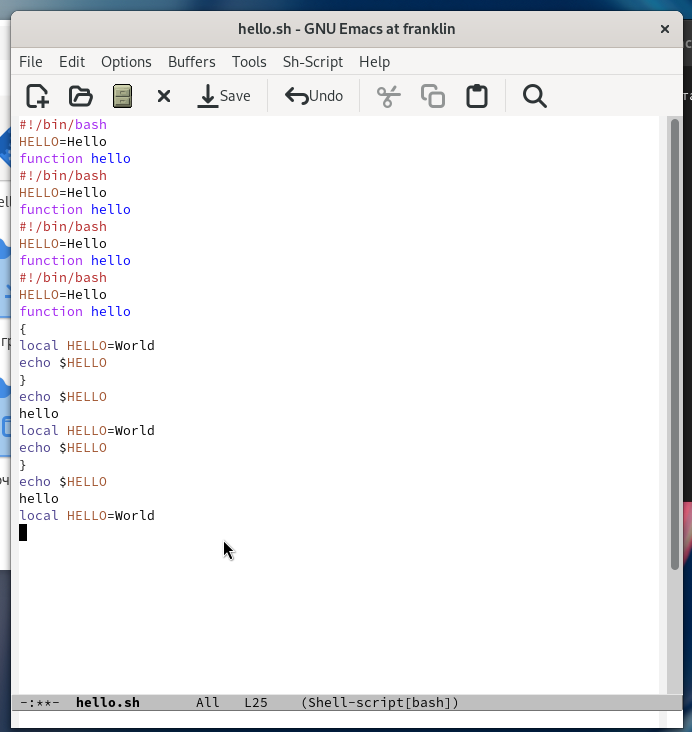 hello.sh - GNU Emacs at franklin
File Edit Options Buffers Tools Sh-Script Help
Save Undo
#!/bin/bash
HELLO=Hello
function hello
#!/bin/bash
HELLO=Hello
function hello
#!/bin/bash
HELLO=Hello
function hello
#!/bin/bash
HELLO=Hello
function hello
{
local HELLO=World
echo $HELLO
}
echo $HELLO
hello
local HELLO=World
echo $HELLO
}
echo $HELLO
hello
local HELLO=World
-:**- hello.sh All L25 (Shell-script[bash])